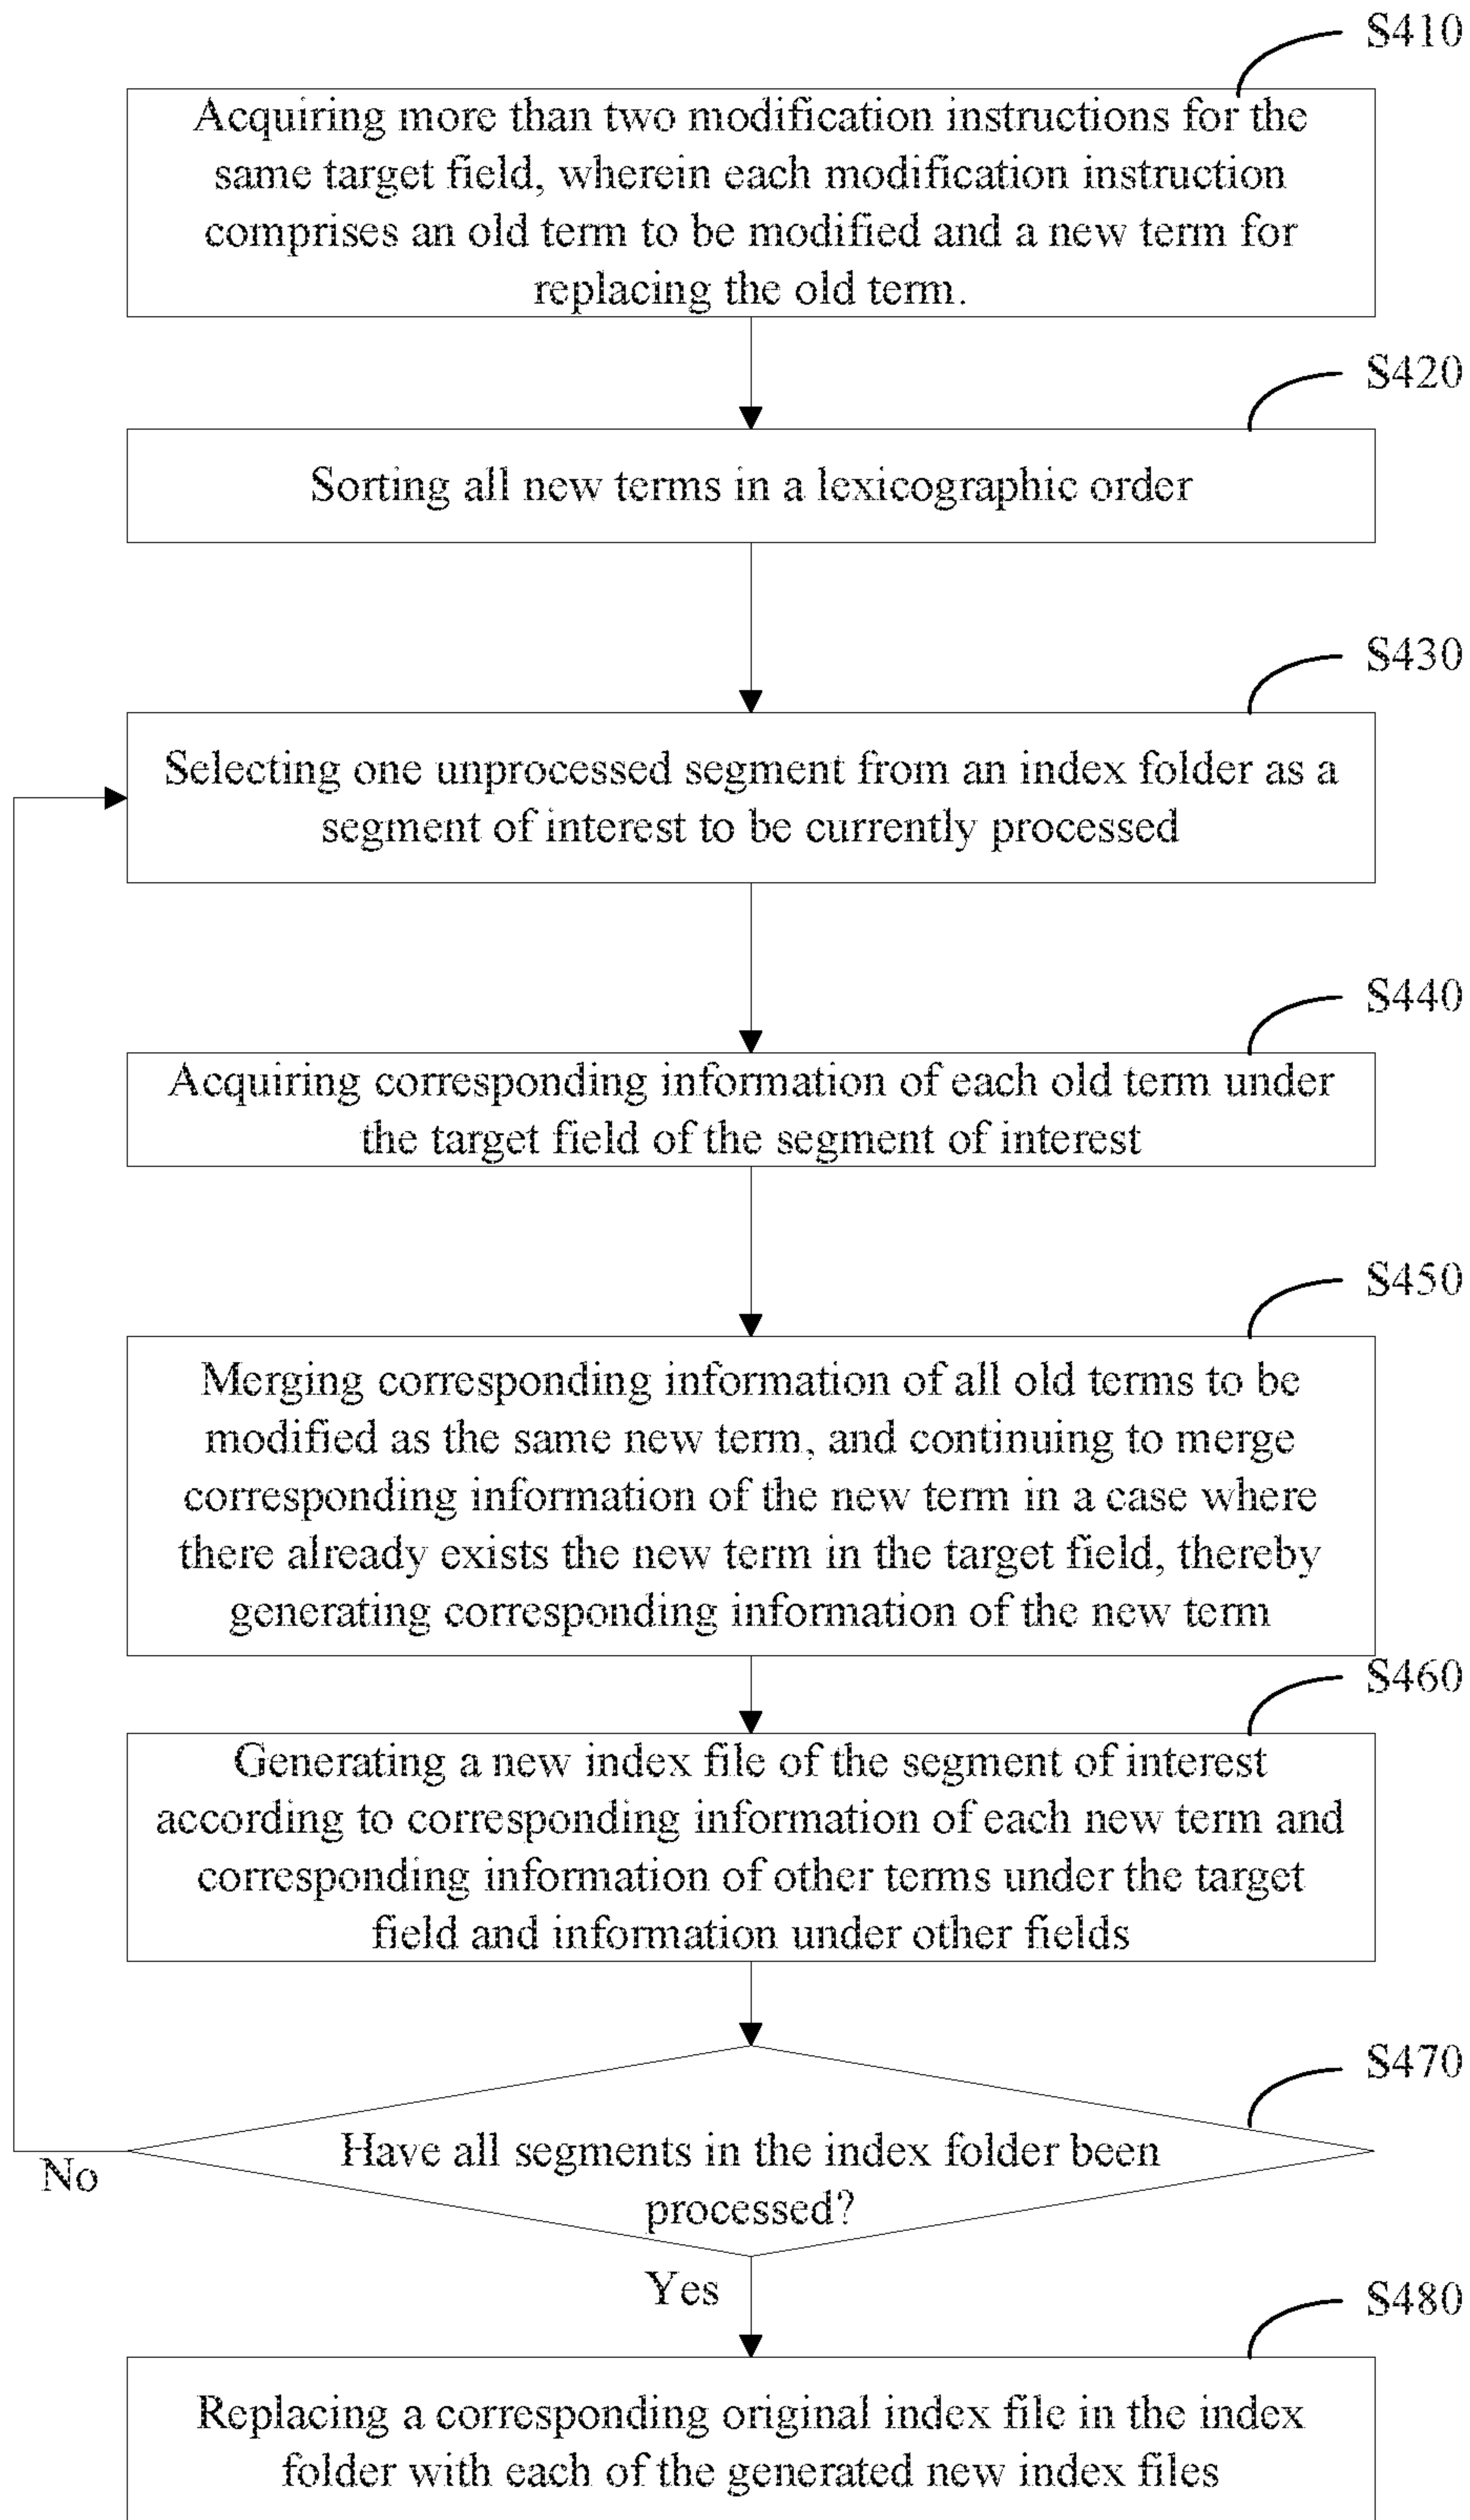 S410
Acquiring more than two modification instructions for the
same target field, wherein each modification instruction
comprises an old term to be modified and a new term for
replacing the old term.
S420
Sorting all new terms in a lexicographic order
S430
Selecting one unprocessed segment from an index folder as a
segment of interest to be currently processed
S440
Acquiring corresponding information of each old term under
the target field of the segment of interest
S450
Merging corresponding information of all old terms to be
modified as the same new term, and continuing to merge
corresponding information of the new term in a case where
there already exists the new term in the target field, thereby
generating corresponding information of the new term
S460
Generating a new index file of the segment of interest
according to corresponding information of each new term and
corresponding information of other terms under the target
field and information under other fields
S470
Have all segments in the index folder been
processed?
No
Yes
S480
Replacing a corresponding original index file in the index
folder with each of the generated new index files